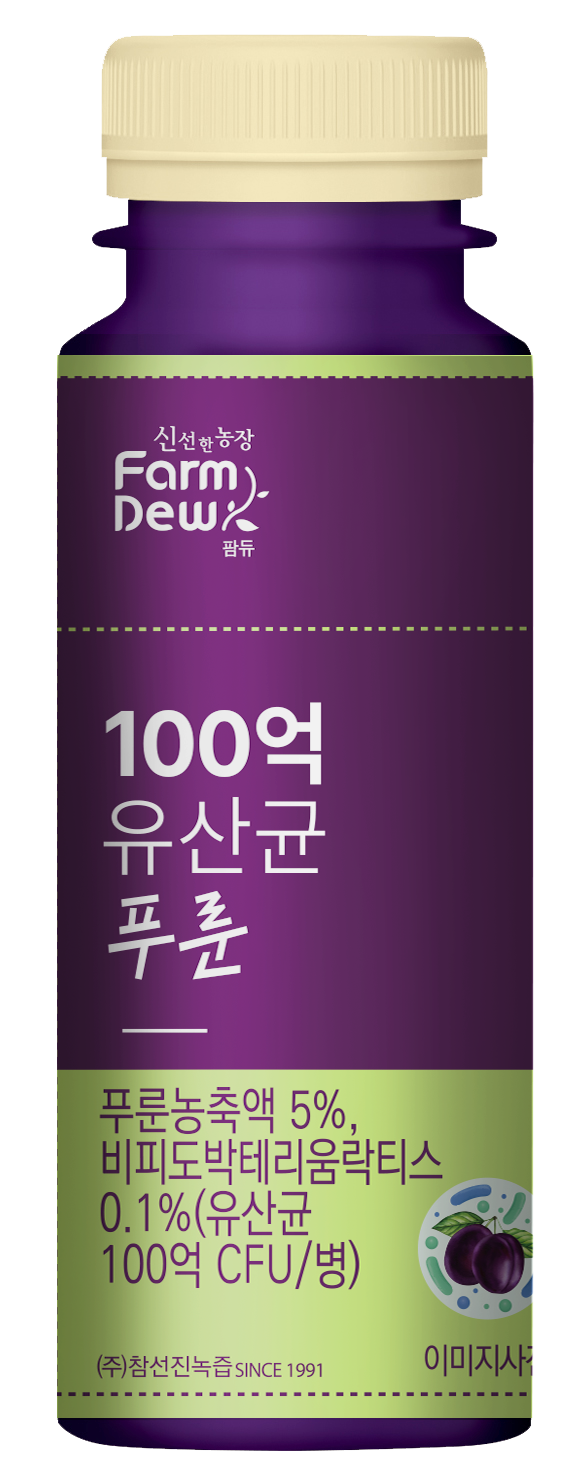 신선한농장
Farm
Dew
팜듀
100억
유산균
푸룬
푸룬농축액 5%,
비피도박테리움락티스
0.1%(유산균
100억 CFU/병)
(주)참선진녹즙 SINCE 1991
이미지사